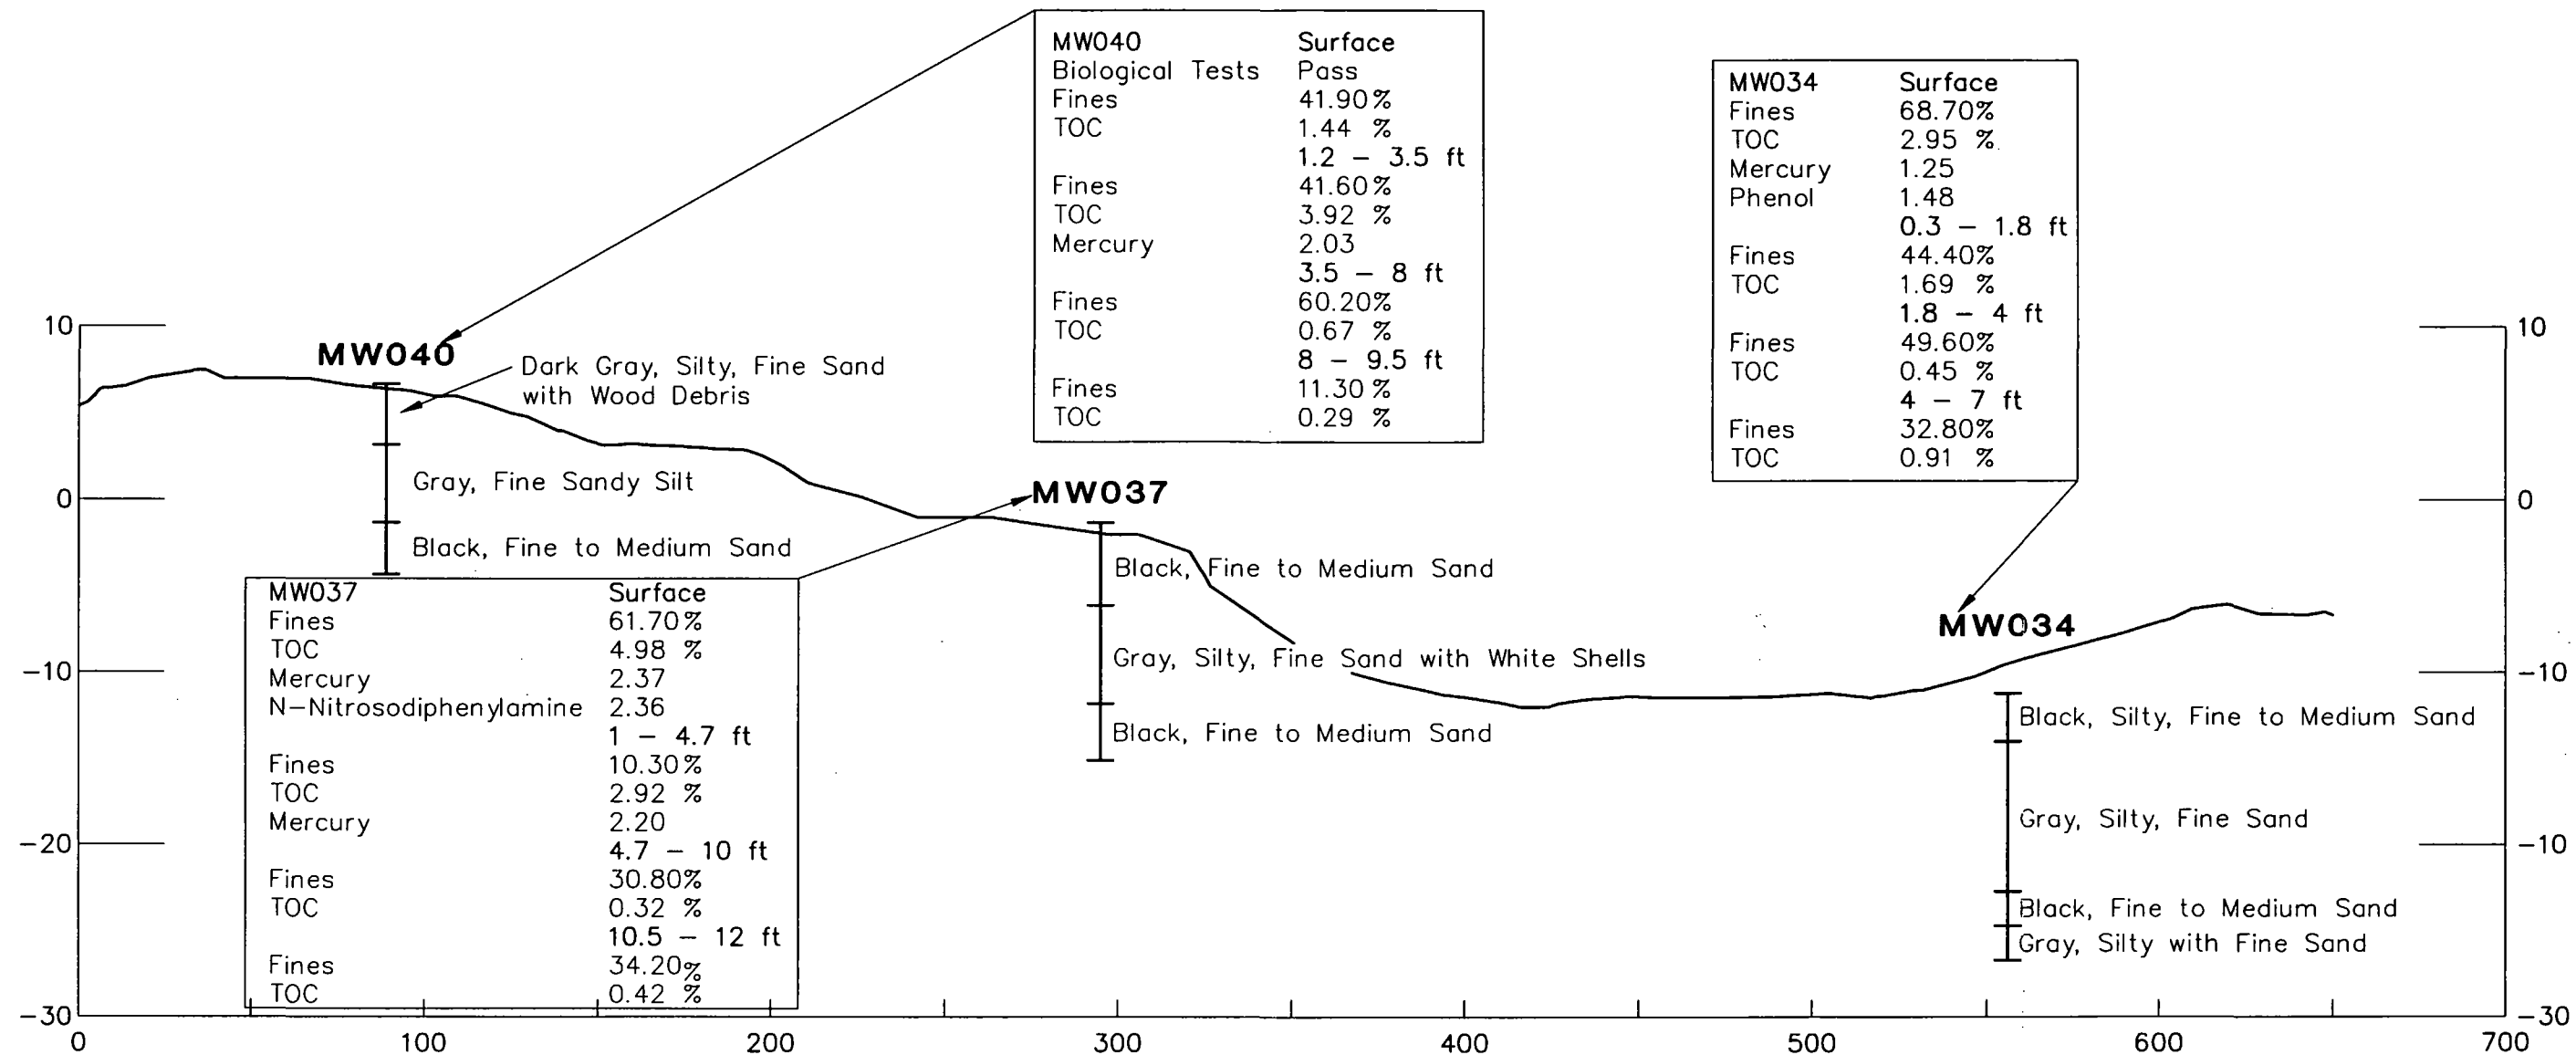 MW040 Surface
Biological Tests Pass
Fines 41.90%
TOC 1.44 %
1.2 – 3.5 ft
Fines 41.60%
TOC 3.92 %
Mercury 2.03
3.5 – 8 ft
Fines 60.20%
TOC 0.67 %
8 – 9.5 ft
Fines 11.30%
TOC 0.29 %
MW034 Surface
Fines 68.70%
TOC 2.95 %
Mercury 1.25
Phenol 1.48
0.3 – 1.8 ft
Fines 44.40%
TOC 1.69 %
1.8 – 4 ft
Fines 49.60%
TOC 0.45 %
4 – 7 ft
Fines 32.80%
TOC 0.91 %
10
0
–10
–20
–30
MW040
Dark Gray, Silty, Fine Sand
with Wood Debris
Gray, Fine Sandy Silt
Black, Fine to Medium Sand
MW037 Surface
Fines 61.70%
TOC 4.98 %
Mercury 2.37
N–Nitrosodiphenylamine 2.36
1 – 4.7 ft
Fines 10.30%
TOC 2.92 %
Mercury 2.20
4.7 – 10 ft
Fines 30.80%
TOC 0.32 %
10.5 – 12 ft
Fines 34.20%
TOC 0.42 %
MW037
Black, Fine to Medium Sand
Gray, Silty, Fine Sand with White Shells
Black, Fine to Medium Sand
MW034
Black, Silty, Fine to Medium Sand
Gray, Silty, Fine Sand
Black, Fine to Medium Sand
Gray, Silty with Fine Sand
10
0
–10
–10
–30
0 100 200 300 400 500 600 700